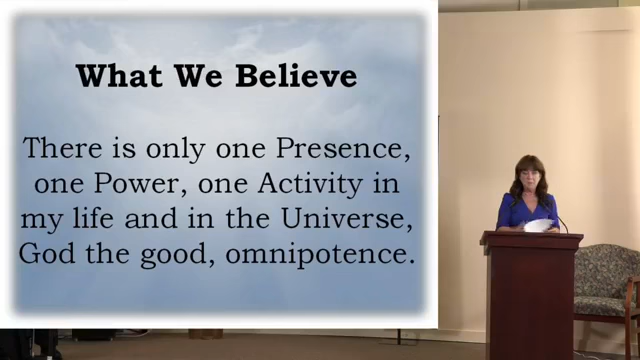 What We Believe
There is only one Presence,
one Power, one Activity in
my life and in the Universe,
God the good, omnipotence.